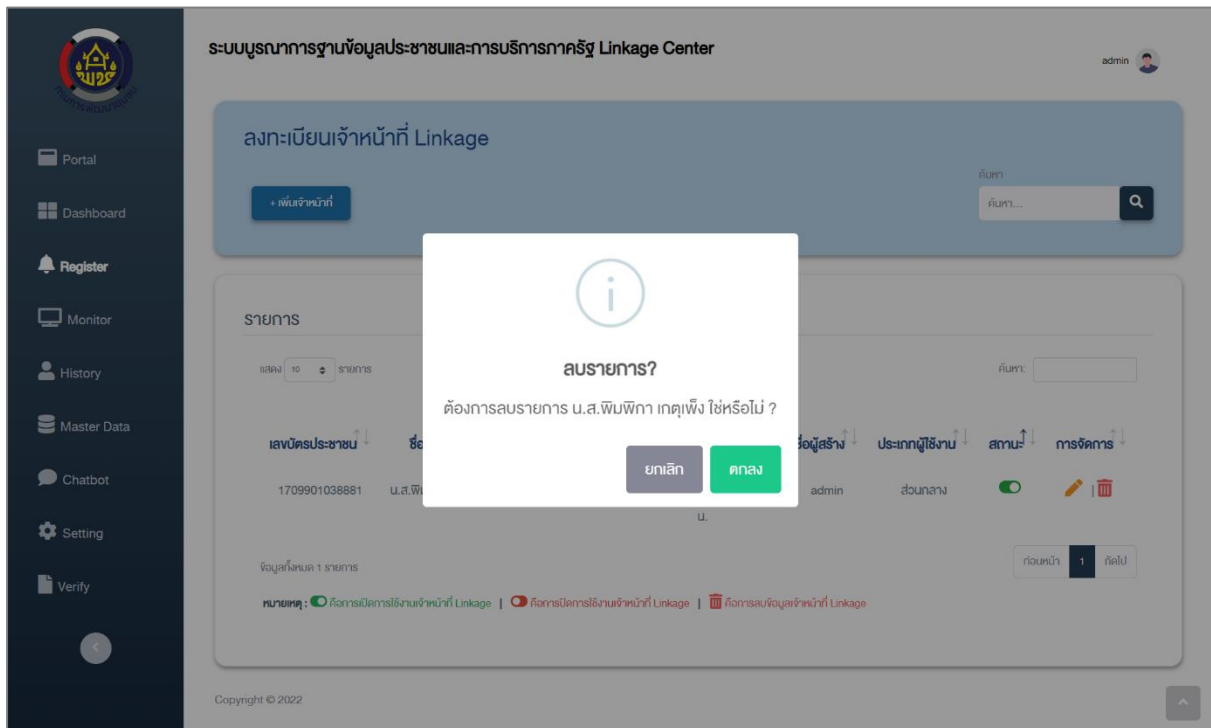 ระบบบูรณาการฐานข้อมูลประชาชนและการบริการภาครัฐ Linkage Center
admin
พช
กรมการพัฒนาชุมชน
Portal
Dashboard
Register
Monitor
History
Master Data
Chatbot
Setting
Verify
ลงทะเบียนเจ้าหน้าที่ Linkage
+ เพิ่มเจ้าหน้าที่
ค้นหา
ค้นหา...
รายการ
แสดง 10 รายการ
ค้นหา:
ลบรายการ?
ต้องการลบรายการ น.ส.พิมพิกา เกตุเพ็ง ใช่หรือไม่ ?
ยกเลิก ตกลง
เลขบัตรประชาชน ประเภทผู้ใช้งาน สถานะ การจัดการ
1709901038881 admin ส่วนกลาง
น.
ข้อมูลทั้งหมด 1 รายการ
ก่อนหน้า 1 ถัดไป
หมายเหตุ : คือการเปิดการใช้งานเจ้าหน้าที่ Linkage | คือการปิดการใช้งานเจ้าหน้าที่ Linkage | คือการลบข้อมูลเจ้าหน้าที่ Linkage
Copyright © 2022